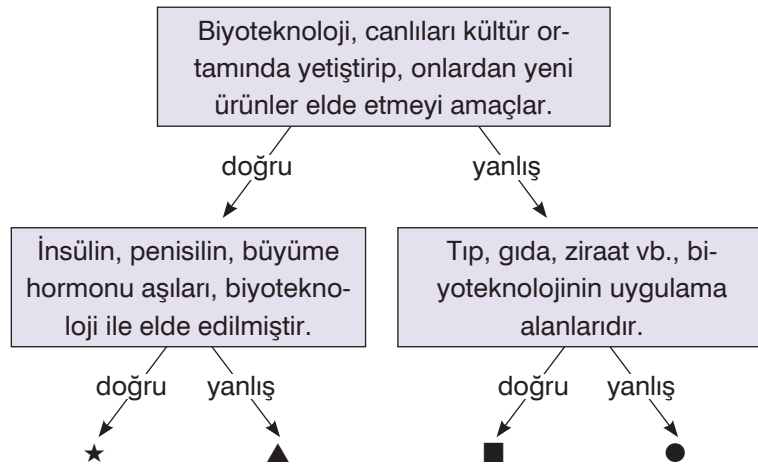 Biyoteknoloji, canlıları kültür or-
tamında yetiştirip, onlardan yeni
ürünler elde etmeyi amaçlar.
doğru
yanlış
İnsülin, penisilin, büyüme
hormonu aşıları, biyotekno-
loji ile elde edilmiştir.
Tıp, gıda, ziraat vb., bi-
yoteknolojinin uygulama
alanlarıdır.
doğru
yanlış
doğru
yanlış